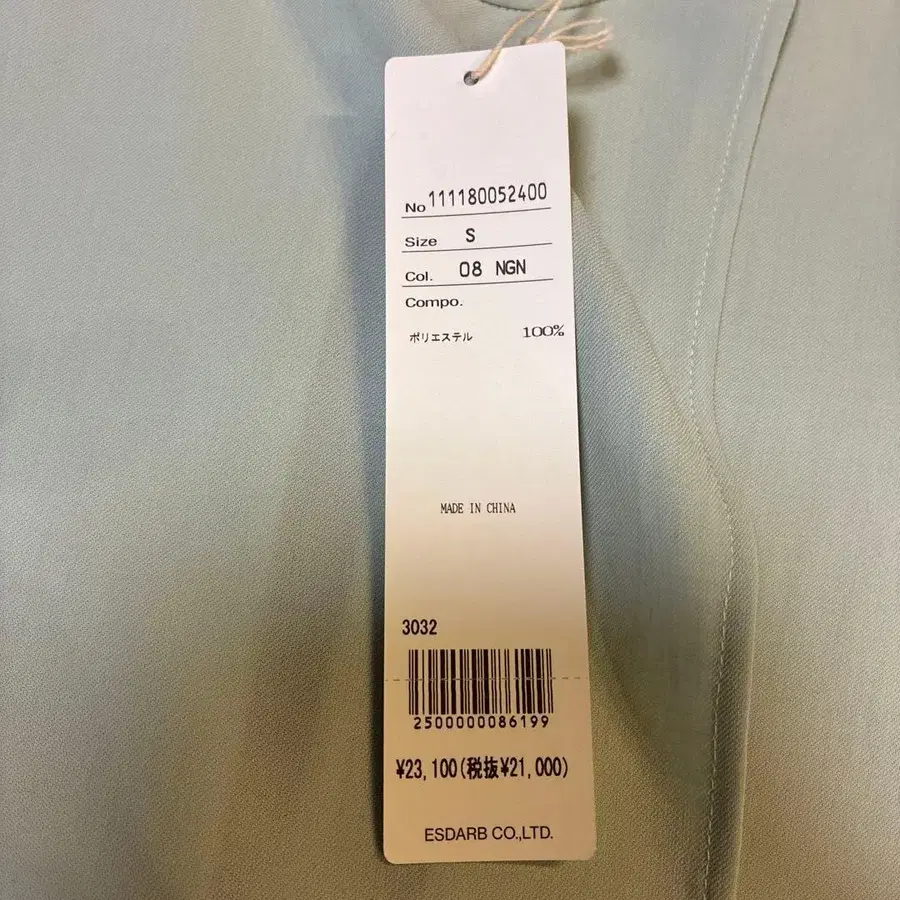 No 111180052400
Size S
Col. 08 NGN
Compo.
ポリエステル 100%
MADE IN CHINA
3032
2500000086199
¥23,100(税抜¥21,000)
ESDARB CO.,LTD.